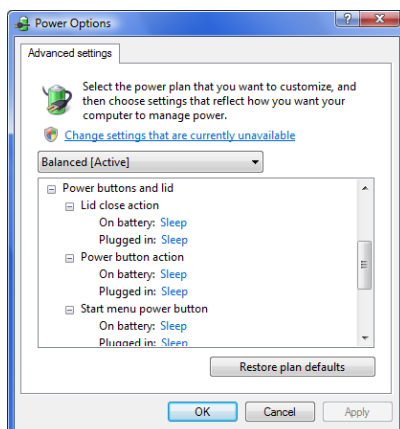 Power Options
Advanced settings
Select the power plan that you want to customize, and
then choose settings that reflect how you want your
computer to manage power.
Change settings that are currently unavailable
Balanced [Active]
Power buttons and lid
Lid close action
On battery: Sleep
Plugged in: Sleep
Power button action
On battery: Sleep
Plugged in: Sleep
Start menu power button
On battery: Sleep
Plugged in: Sleep
Restore plan defaults
OK Cancel Apply